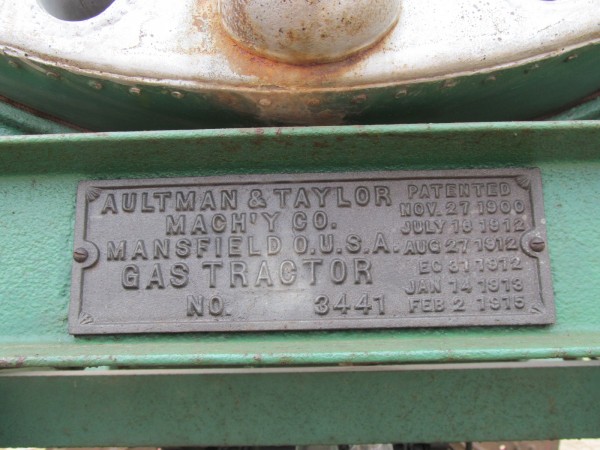 AULTMAN & TAYLOR
MACH'Y CO.
MANSFIELD O. U.S.A.
GAS TRACTOR
NO. 3441
PATENTED
NOV. 27 1900
JULY 16 1912
AUG 27 1912
EC 31 1912
JAN 14 1913
FEB 2 1915